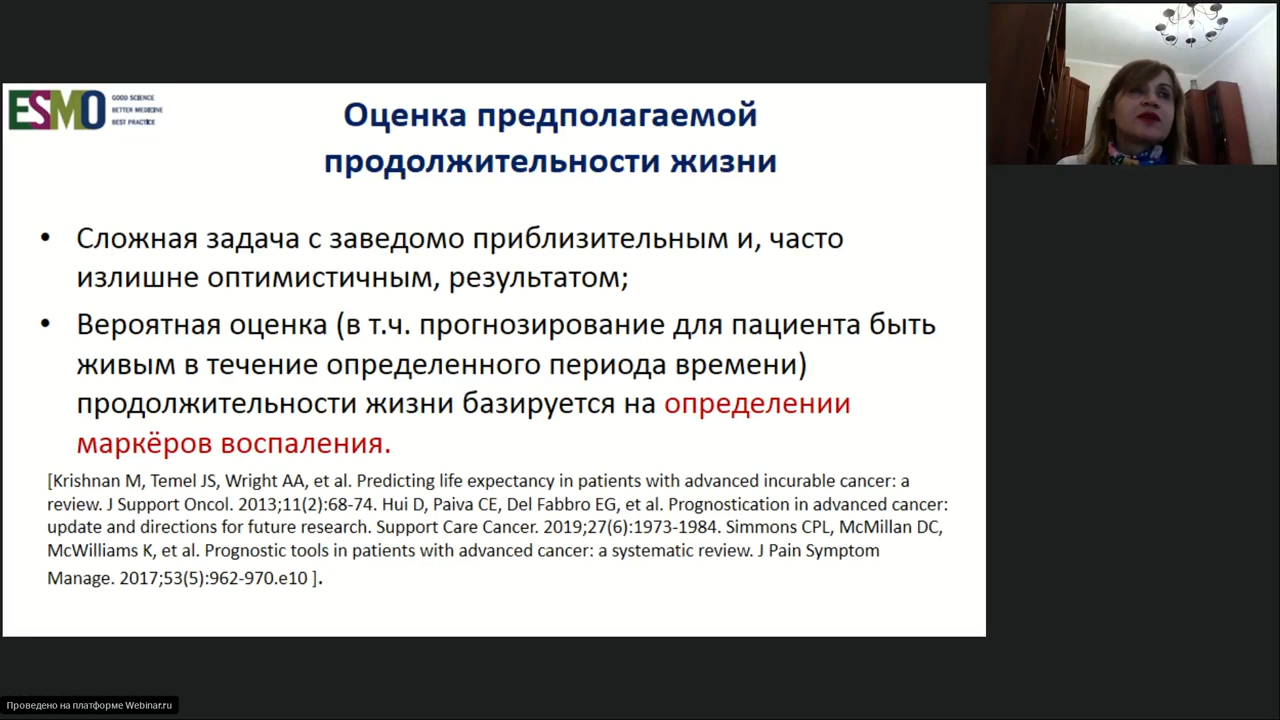 ESMO
GOOD SCIENCE
BETTER MEDICINE
BEST PRACTICE
Оценка предполагаемой
продолжительности жизни
• Сложная задача с заведомо приблизительным и, часто
излишне оптимистичным, результатом;
• Вероятная оценка (в т.ч. прогнозирование для пациента быть
живым в течение определенного периода времени)
продолжительности жизни базируется на определении
маркёров воспаления.
[Krishnan M, Temel JS, Wright AA, et al. Predicting life expectancy in patients with advanced incurable cancer: a
review. J Support Oncol. 2013;11(2):68-74. Hui D, Paiva CE, Del Fabbro EG, et al. Prognostication in advanced cancer:
update and directions for future research. Support Care Cancer. 2019;27(6):1973-1984. Simmons CPL, McMillan DC,
McWilliams K, et al. Prognostic tools in patients with advanced cancer: a systematic review. J Pain Symptom
Manage. 2017;53(5):962-970.e10 ].
Проведено на платформе Webinar.ru